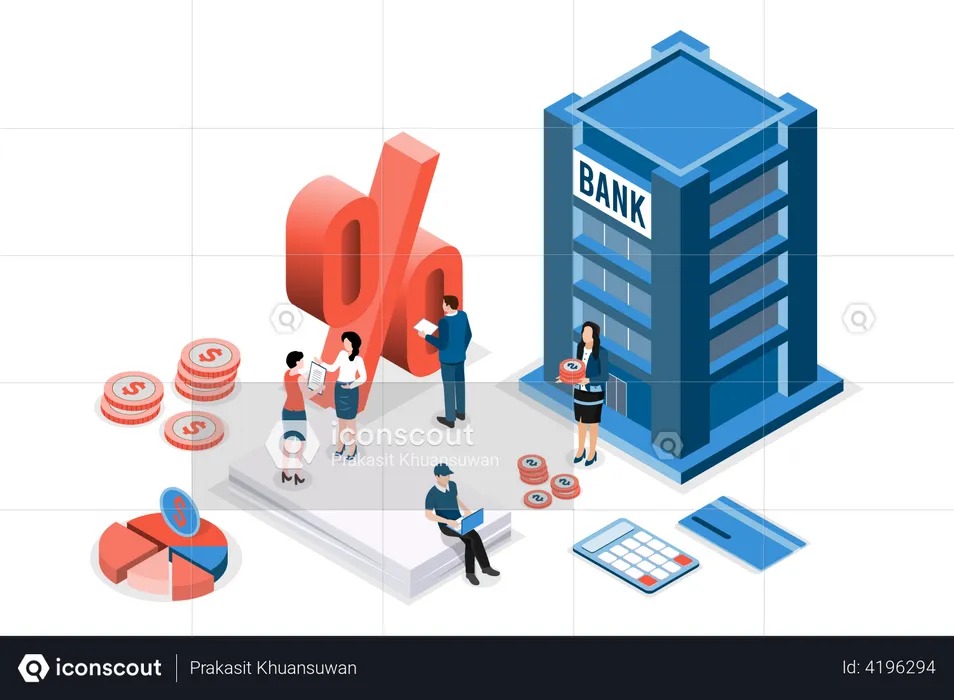 %
BANK
$
$
$
iconscout
Prakasit Khuansuwan
$
iconscout
Prakasit Khuansuwan
Id: 4196294